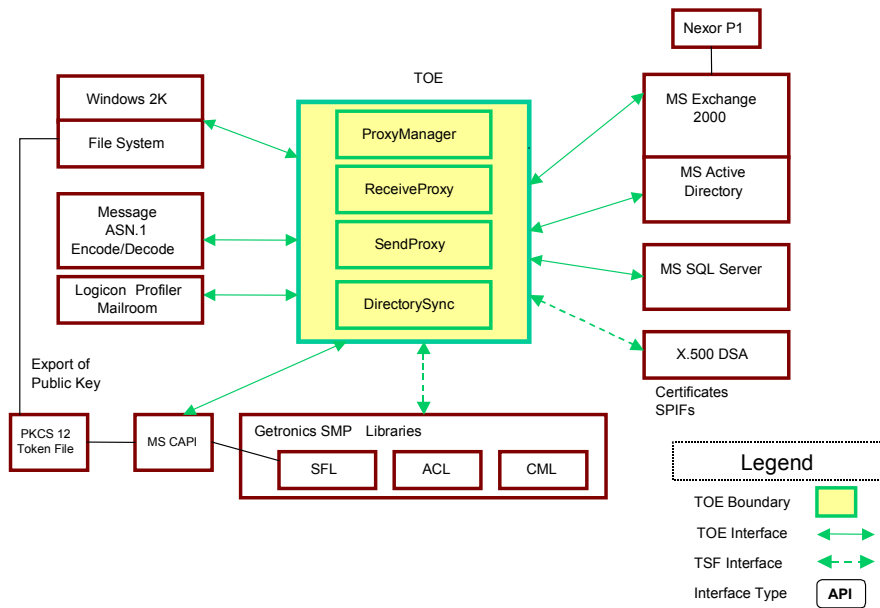 Nexor P1
TOE
Windows 2K
File System
MS Exchange
2000
MS Active
Directory
ProxyManager
ReceiveProxy
SendProxy
DirectorySync
Message
ASN.1
Encode/Decode
Logicon Profiler
Mailroom
MS SQL Server
X.500 DSA
Certificates
SPIFs
Export of
Public Key
PKCS 12
Token File
MS CAPI
Getronics SMP Libraries
SFL
ACL
CML
Legend
TOE Boundary
TOE Interface
TSF Interface
Interface Type
API